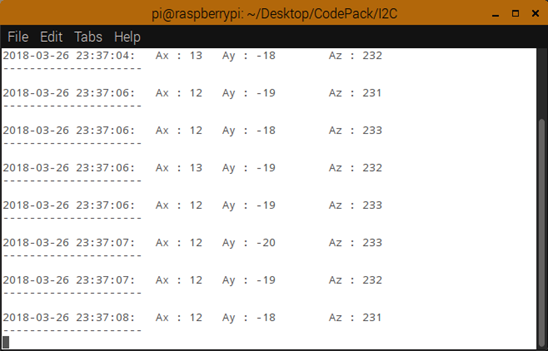 pi@raspberrypi: ~/Desktop/CodePack/I2C
File Edit Tabs Help
2018-03-26 23:37:04: Ax : 13 Ay : -18 Az : 232
---------------------
2018-03-26 23:37:06: Ax : 12 Ay : -19 Az : 231
---------------------
2018-03-26 23:37:06: Ax : 12 Ay : -18 Az : 233
---------------------
2018-03-26 23:37:06: Ax : 13 Ay : -19 Az : 232
---------------------
2018-03-26 23:37:06: Ax : 12 Ay : -19 Az : 233
---------------------
2018-03-26 23:37:07: Ax : 12 Ay : -20 Az : 233
---------------------
2018-03-26 23:37:07: Ax : 12 Ay : -19 Az : 232
---------------------
2018-03-26 23:37:08: Ax : 12 Ay : -18 Az : 231
---------------------